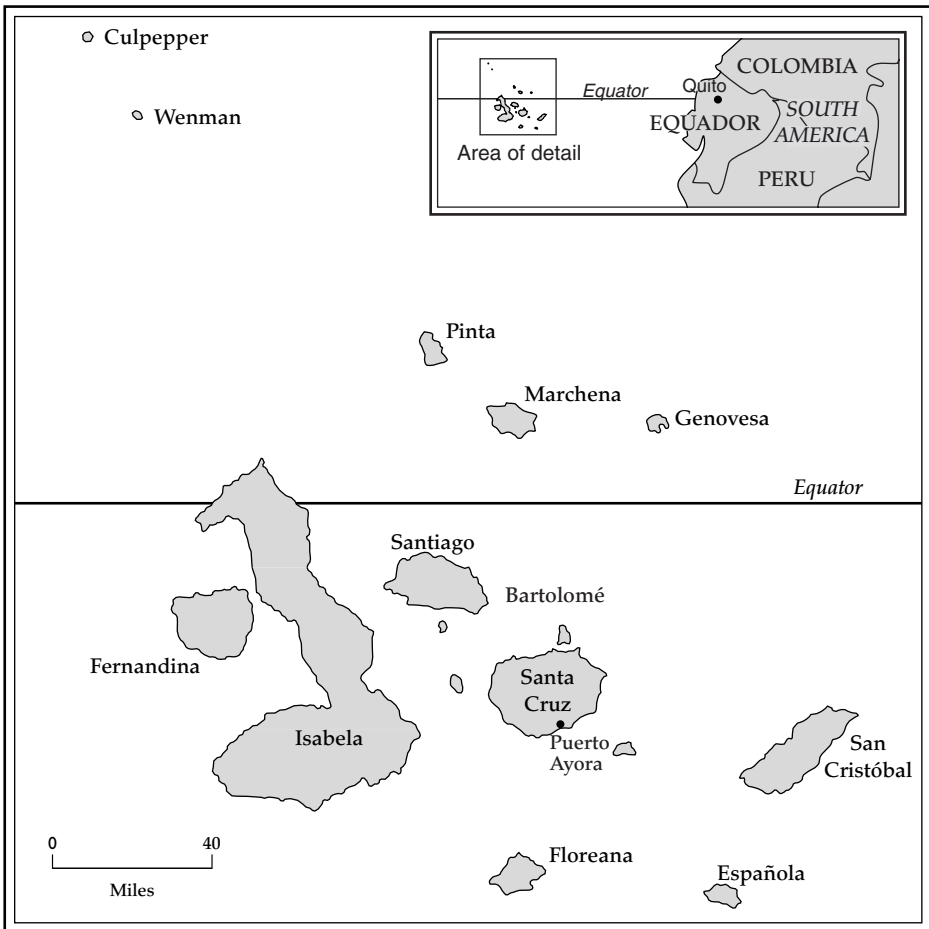 Culpepper
Wenman
COLOMBIA
Quito
Equator
EQUADOR
SOUTH
AMERICA
Area of detail
PERU
Pinta
Marchena
Genovesa
Equator
Santiago
Bartolomé
Fernandina
Santa
Cruz
Isabela
Puerto
Ayora
San
Cristóbal
0 40
Miles
Floreana
Española